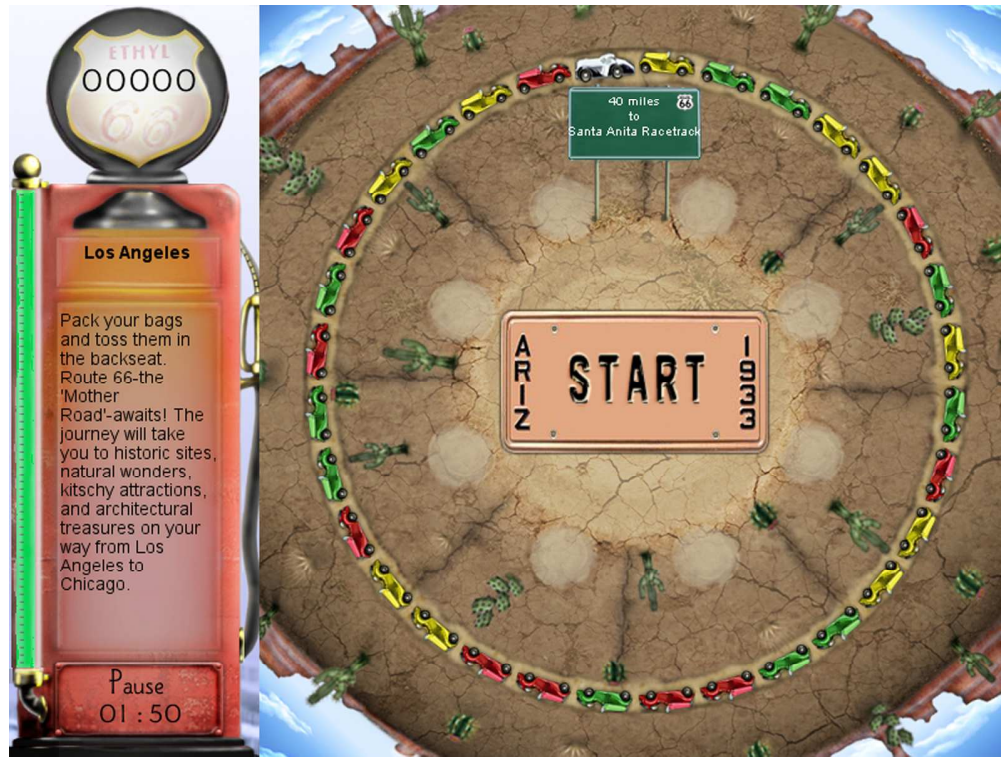 ETHYL
00000
66
Los Angeles
Pack your bags
and toss them in
the backseat.
Route 66-the
'Mother
Road'-awaits! The
journey will take
you to historic sites,
natural wonders,
kitschy attractions,
and architectural
treasures on your
way from Los
Angeles to
Chicago.
Pause
01:50
40 miles
66
to
Santa Anita Racetrack
ARIZ
START
1933